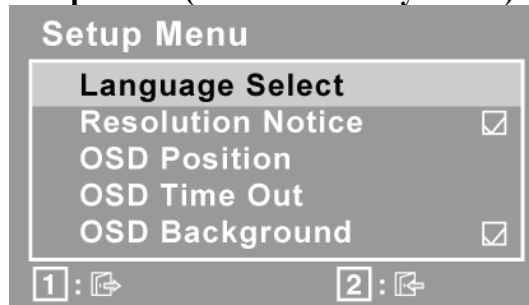 Setup Menu
Language Select
Resolution Notice
OSD Position
OSD Time Out
OSD Background
1 : 2 :